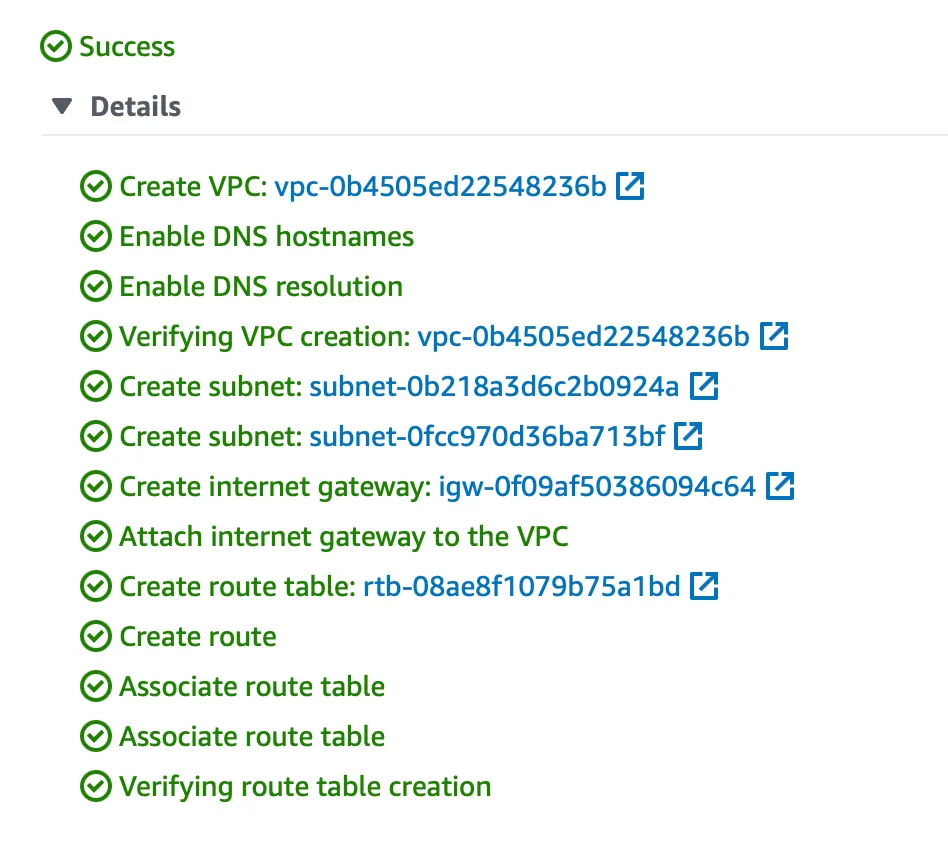 Success
Details
Create VPC: vpc-0b4505ed22548236b
Enable DNS hostnames
Enable DNS resolution
Verifying VPC creation: vpc-0b4505ed22548236b
Create subnet: subnet-0b218a3d6c2b0924a
Create subnet: subnet-0fcc970d36ba713bf
Create internet gateway: igw-0f09af50386094c64
Attach internet gateway to the VPC
Create route table: rtb-08ae8f1079b75a1bd
Create route
Associate route table
Associate route table
Verifying route table creation